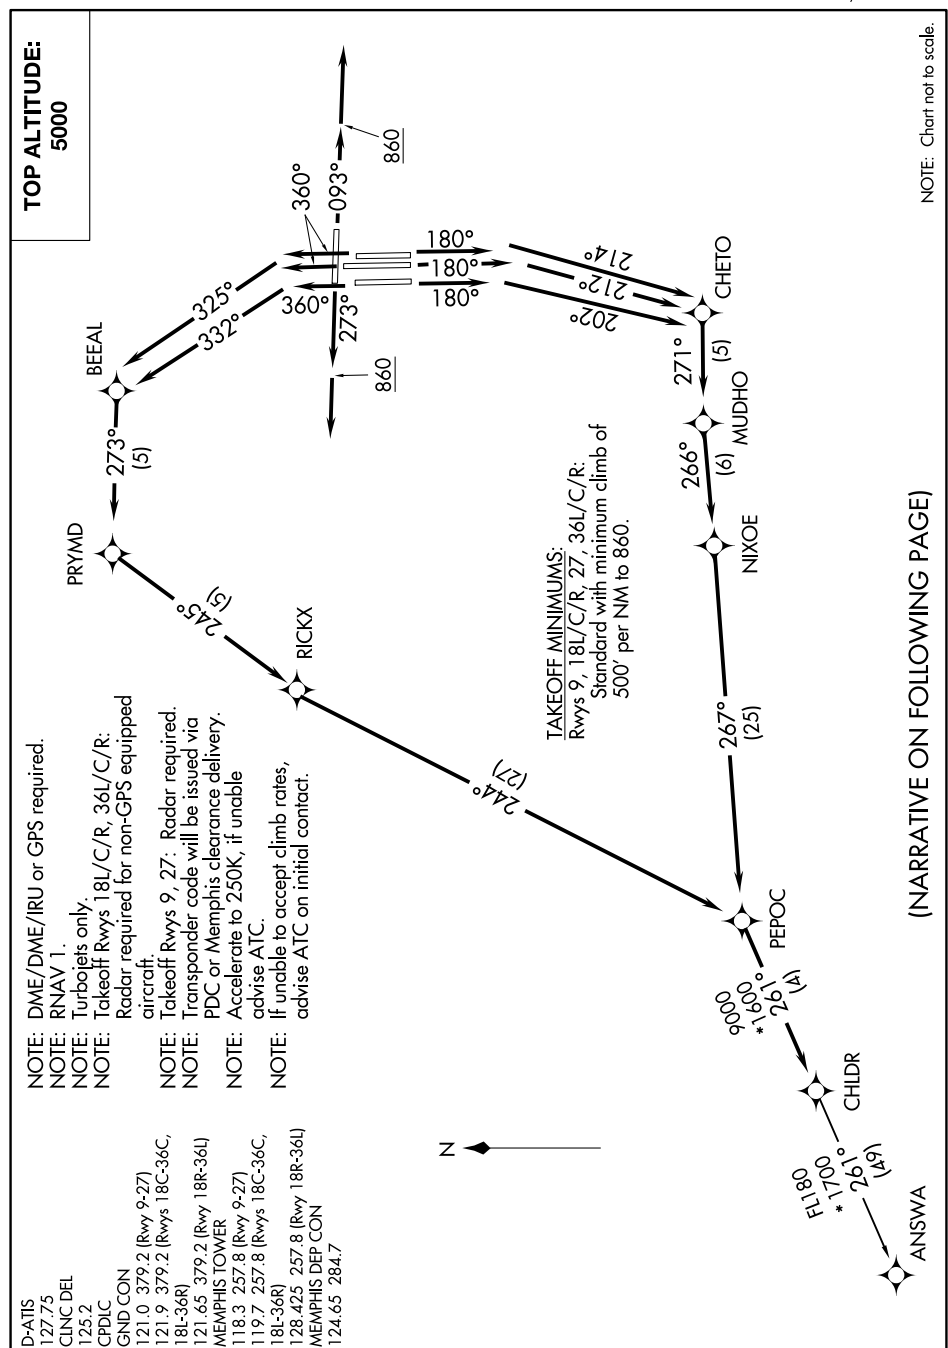 TOP ALTITUDE:
5000
D-ATIS
127.75
CLNC DEL
125.2
CPDLC
GND CON
121.0 379.2 (Rwy 9-27)
121.9 379.2 (Rwys 18C-36C,
18L-36R)
121.65 379.2 (Rwy 18R-36L)
MEMPHIS TOWER
118.3 257.8 (Rwy 9-27)
119.7 257.8 (Rwys 18C-36C,
18L-36R)
128.425 257.8 (Rwy 18R-36L)
MEMPHIS DEP CON
124.65 284.7
NOTE: DME/DME/IRU or GPS required.
NOTE: RNAV 1.
NOTE: Turbojets only.
NOTE: Takeoff Rwys 18L/C/R, 36L/C/R:
Radar required for non-GPS equipped
aircraft.
NOTE: Takeoff Rwys 9, 27: Radar required.
NOTE: Transponder code will be issued via
PDC or Memphis clearance delivery.
NOTE: Accelerate to 250K, if unable
advise ATC.
NOTE: If unable to accept climb rates,
advise ATC on initial contact.
PRYMD
273°
(5)
BEEAL
325°
332°
360°
360°
093°
860
273°
860
180°
180°
180°
214°
212°
202°
CHETO
271°
(5)
MUDHO
266°
(6)
NIXOE
267°
(25)
245°
(5)
RICKX
244°
(27)
PEPOC
9000
*1600
261°
(4)
CHLDR
FL180
*1700
261°
(49)
ANSWA
N
TAKEOFF MINIMUMS:
Rwys 9, 18L/C/R, 27, 36L/C/R:
Standard with minimum climb of
500' per NM to 860.
(NARRATIVE ON FOLLOWING PAGE)
NOTE: Chart not to scale.